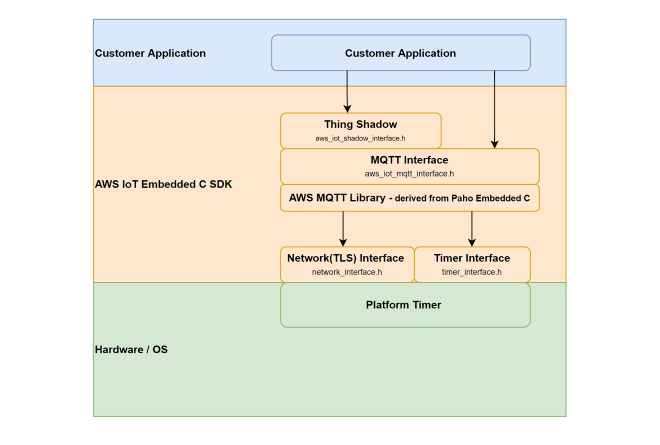 Customer Application
Customer Application
Thing Shadow
aws_iot_shadow_interface.h
MQTT Interface
aws_iot_mqtt_interface.h
AWS IoT Embedded C SDK
AWS MQTT Library - derived from Paho Embedded C
Network(TLS) Interface
network_interface.h
Timer Interface
timer_interface.h
Platform Timer
Hardware / OS